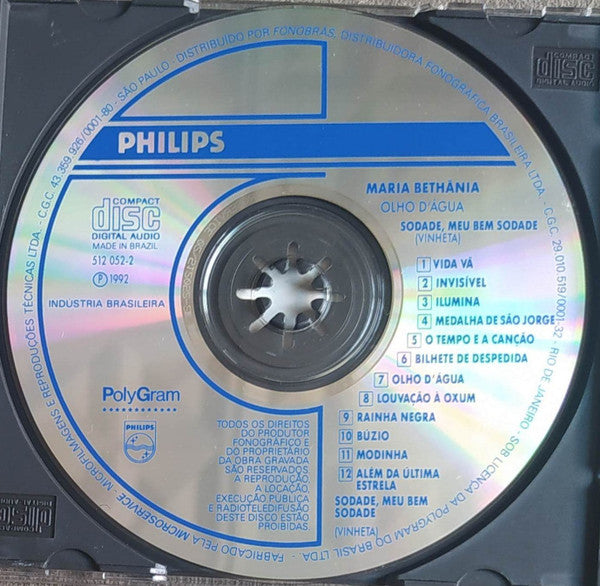 FABRICADO PELA MICROSERVICE - MICROFILMAGENS E REPRODUÇÕES TÉCNICAS LTDA. - C.G.C. 43.359.926/0001-80 - SÃO PAULO - DISTRIBUIDO POR FONOBRAS, DISTRIBUIDORA FONOGRÁFICA BRASILEIRA LTDA. - C.G.C. 29.010.519/0001-32 - RIO DE JANEIRO. - SOB LICENÇA DA POLYGRAM DO BRASIL LTDA. -
COMPACT
disc
DIGITAL AUDIO
PHILIPS
COMPACT
disc
DIGITAL AUDIO
MADE IN BRAZIL
512 052-2
Ⓟ 1992
INDUSTRIA BRASILEIRA
MARIA BETHÂNIA
OLHO D'ÁGUA
SODADE, MEU BEM SODADE
(VINHETA)
1 VIDA VÃ
2 INVISÍVEL
3 ILUMINA
4 MEDALHA DE SÃO JORGE
5 O TEMPO E A CANÇÃO
6 BILHETE DE DESPEDIDA
7 OLHO D'ÁGUA
8 LOUVAÇÃO À OXUM
9 RAINHA NEGRA
10 BÚZIO
11 MODINHA
12 ALÉM DA ÚLTIMA
ESTRELA
SODADE, MEU BEM
SODADE
(VINHETA)
PolyGram
PHILIPS
TODOS OS DIREITOS
DO PRODUTOR
FONOGRÁFICO E DO
PROPRIETÁRIO
DA OBRA GRAVADA
SÃO RESERVADOS
A REPRODUÇÃO,
A LOCAÇÃO,
EXECUÇÃO PÚBLICA
E RADIOTELEDIFUSÃO
DESTE DISCO ESTÃO
PROIBIDAS.
disc